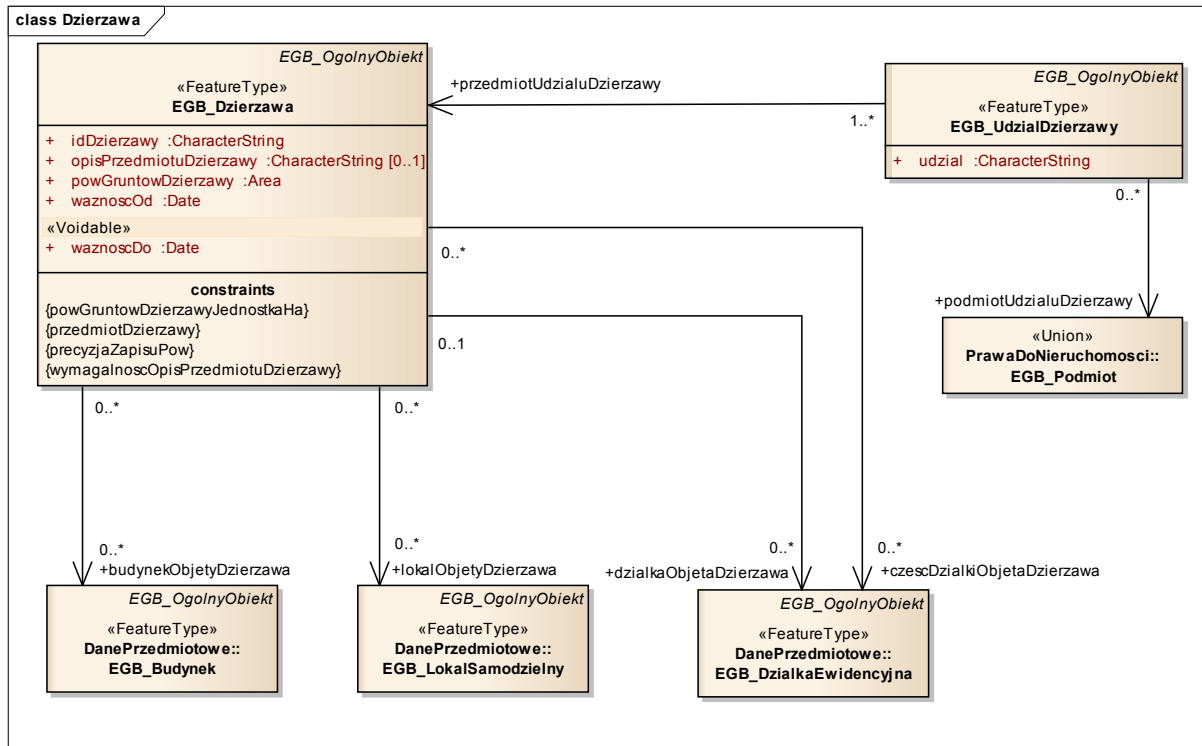 class Dzierzawa
EGB_OgolnyObiekt
«FeatureType»
EGB_Dzierzawa
+ idDzierzawy :CharacterString
+ opisPrzedmiotuDzierzawy :CharacterString [0..1]
+ powGruntowDzierzawy :Area
+ waznoscOd :Date
«Voidable»
+ waznoscDo :Date
constraints
{powGruntowDzierzawyJednostkaHa}
{przedmiotDzierzawy}
{precyzjaZapisuPow}
{wymagalnoscOpisPrzedmiotuDzierzawy}
+przedmiotUdzialuDzierzawy
1..*
EGB_OgolnyObiekt
«FeatureType»
EGB_UdzialDzierzawy
+ udzial :CharacterString
0..*
+podmiotUdzialuDzierzawy
«Union»
PrawaDoNieruchomosci::
EGB_Podmiot
0..*
0..1
0..*
0..*
0..*
+budynekObjetyDzierzawa
0..*
+lokalObjetyDzierzawa
0..*
+dzialkaObjetaDzierzawa
0..*
+czescDzialkiObjetaDzierzawa
EGB_OgolnyObiekt
«FeatureType»
DanePrzedmiotowe::
EGB_Budynek
EGB_OgolnyObiekt
«FeatureType»
DanePrzedmiotowe::
EGB_LokalSamodzielny
EGB_OgolnyObiekt
«FeatureType»
DanePrzedmiotowe::
EGB_DzialkaEwidencyjna